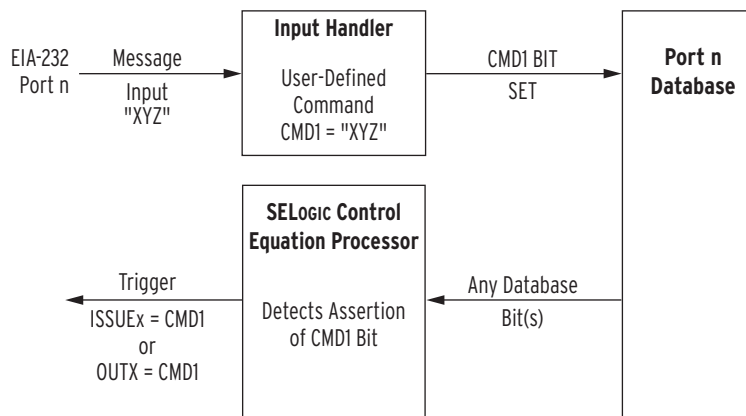 EIA-232
Port n
Message
Input
"XYZ"
Input Handler
User-Defined
Command
CMD1 = "XYZ"
CMD1 BIT
SET
Port n
Database
SELOGIC Control
Equation Processor
Detects Assertion
of CMD1 Bit
Any Database
Bit(s)
Trigger
ISSUEx = CMD1
or
OUTX = CMD1